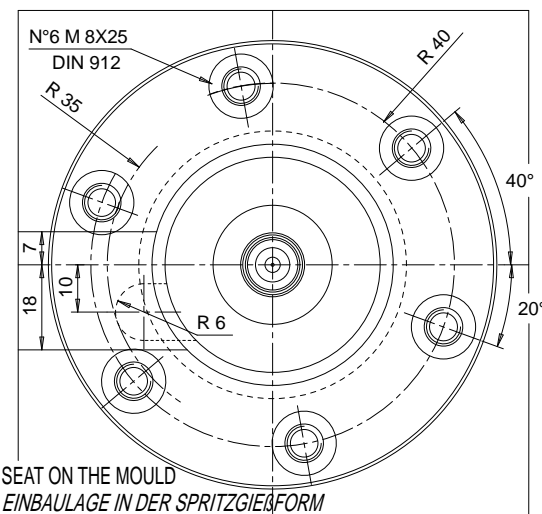 N°6 M 8X25
DIN 912
R 40
R 35
40°
7
10
18
R 6
20°
SEAT ON THE MOULD
EINBAULAGE IN DER SPRITZGIEßFORM